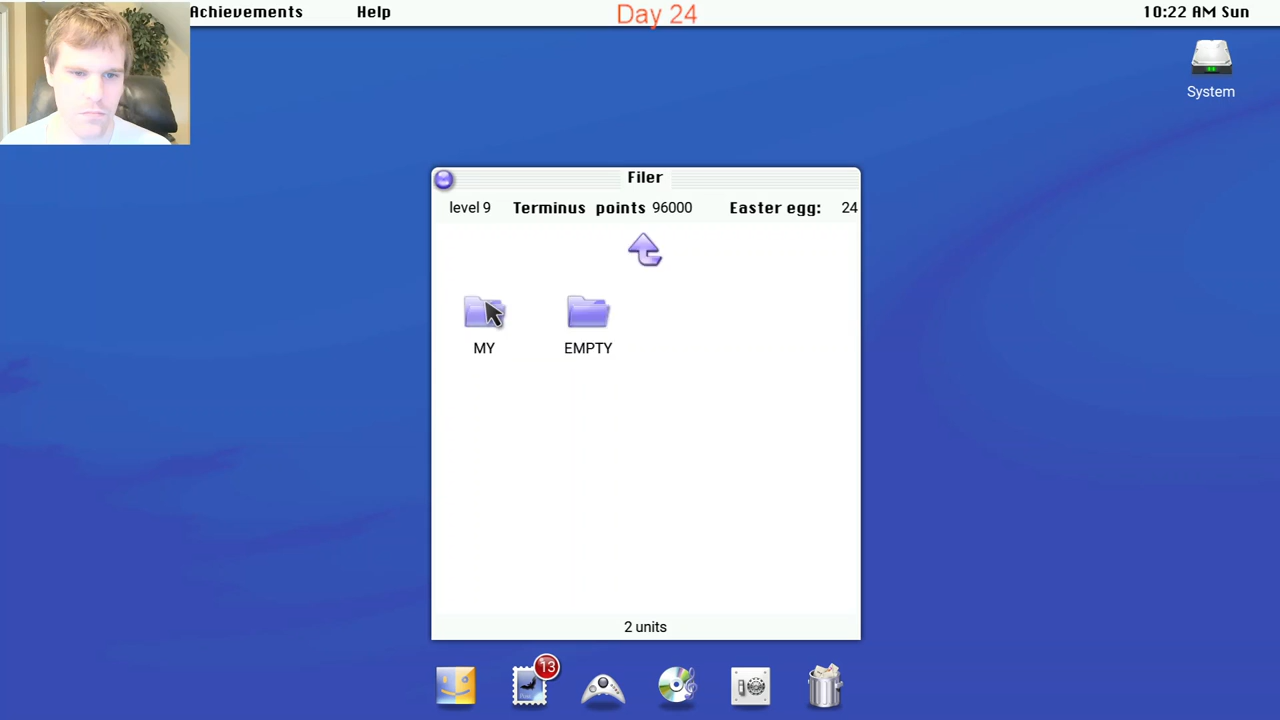 Achievements Help Day 24 10:22 AM Sun
System
Filer
level 9 Terminus points 96000 Easter egg: 24
MY EMPTY
2 units
13